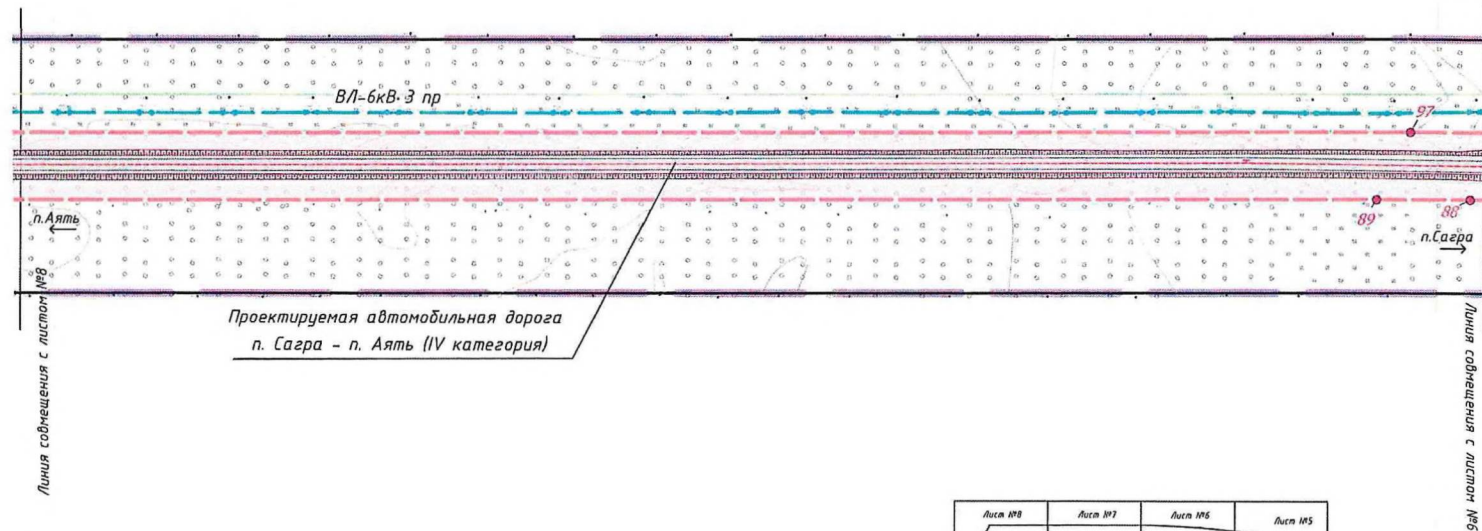 ВЛ-6кВ 3 пр
97
п.Аять
89
88
п.Сагра
Линия совмещения с листом №8
Проектируемая автомобильная дорога
п. Сагра - п. Аять (IV категория)
Линия совмещения с листом №6
Лист №8
Лист №7
Лист №6
Лист №5